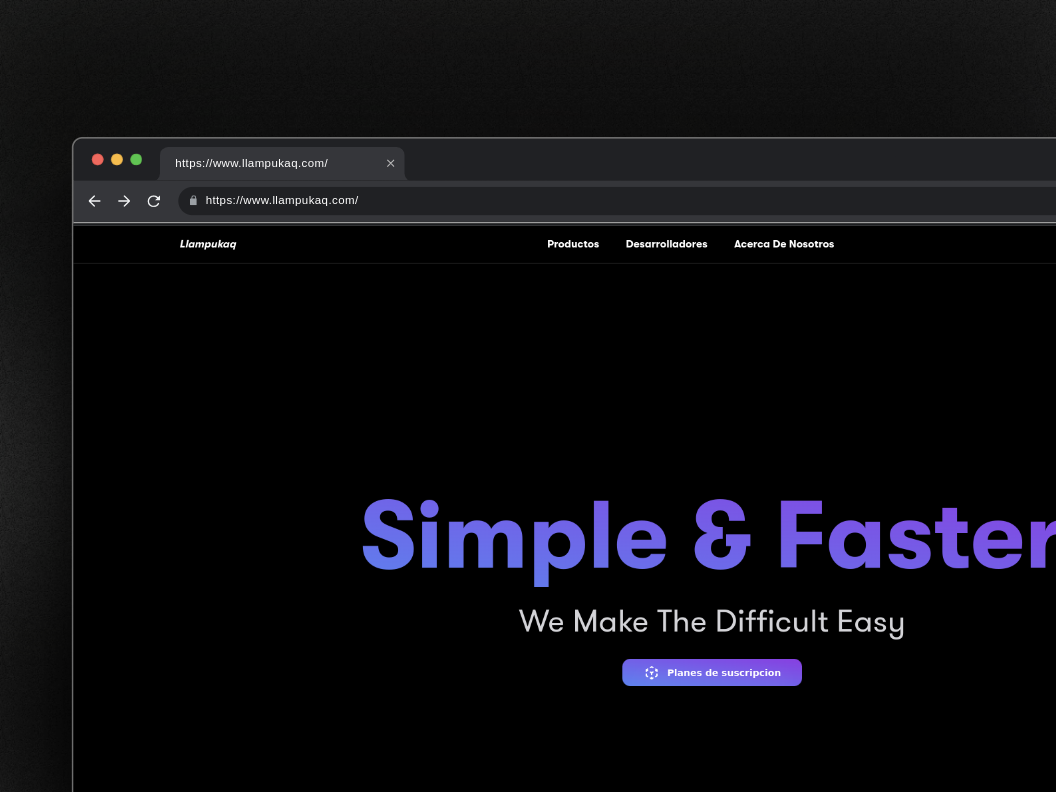 https://www.llampukaq.com/
https://www.llampukaq.com/
Llampukaq Productos Desarrolladores Acerca De Nosotros
Simple & Faster
We Make The Difficult Easy
Planes de suscripcion